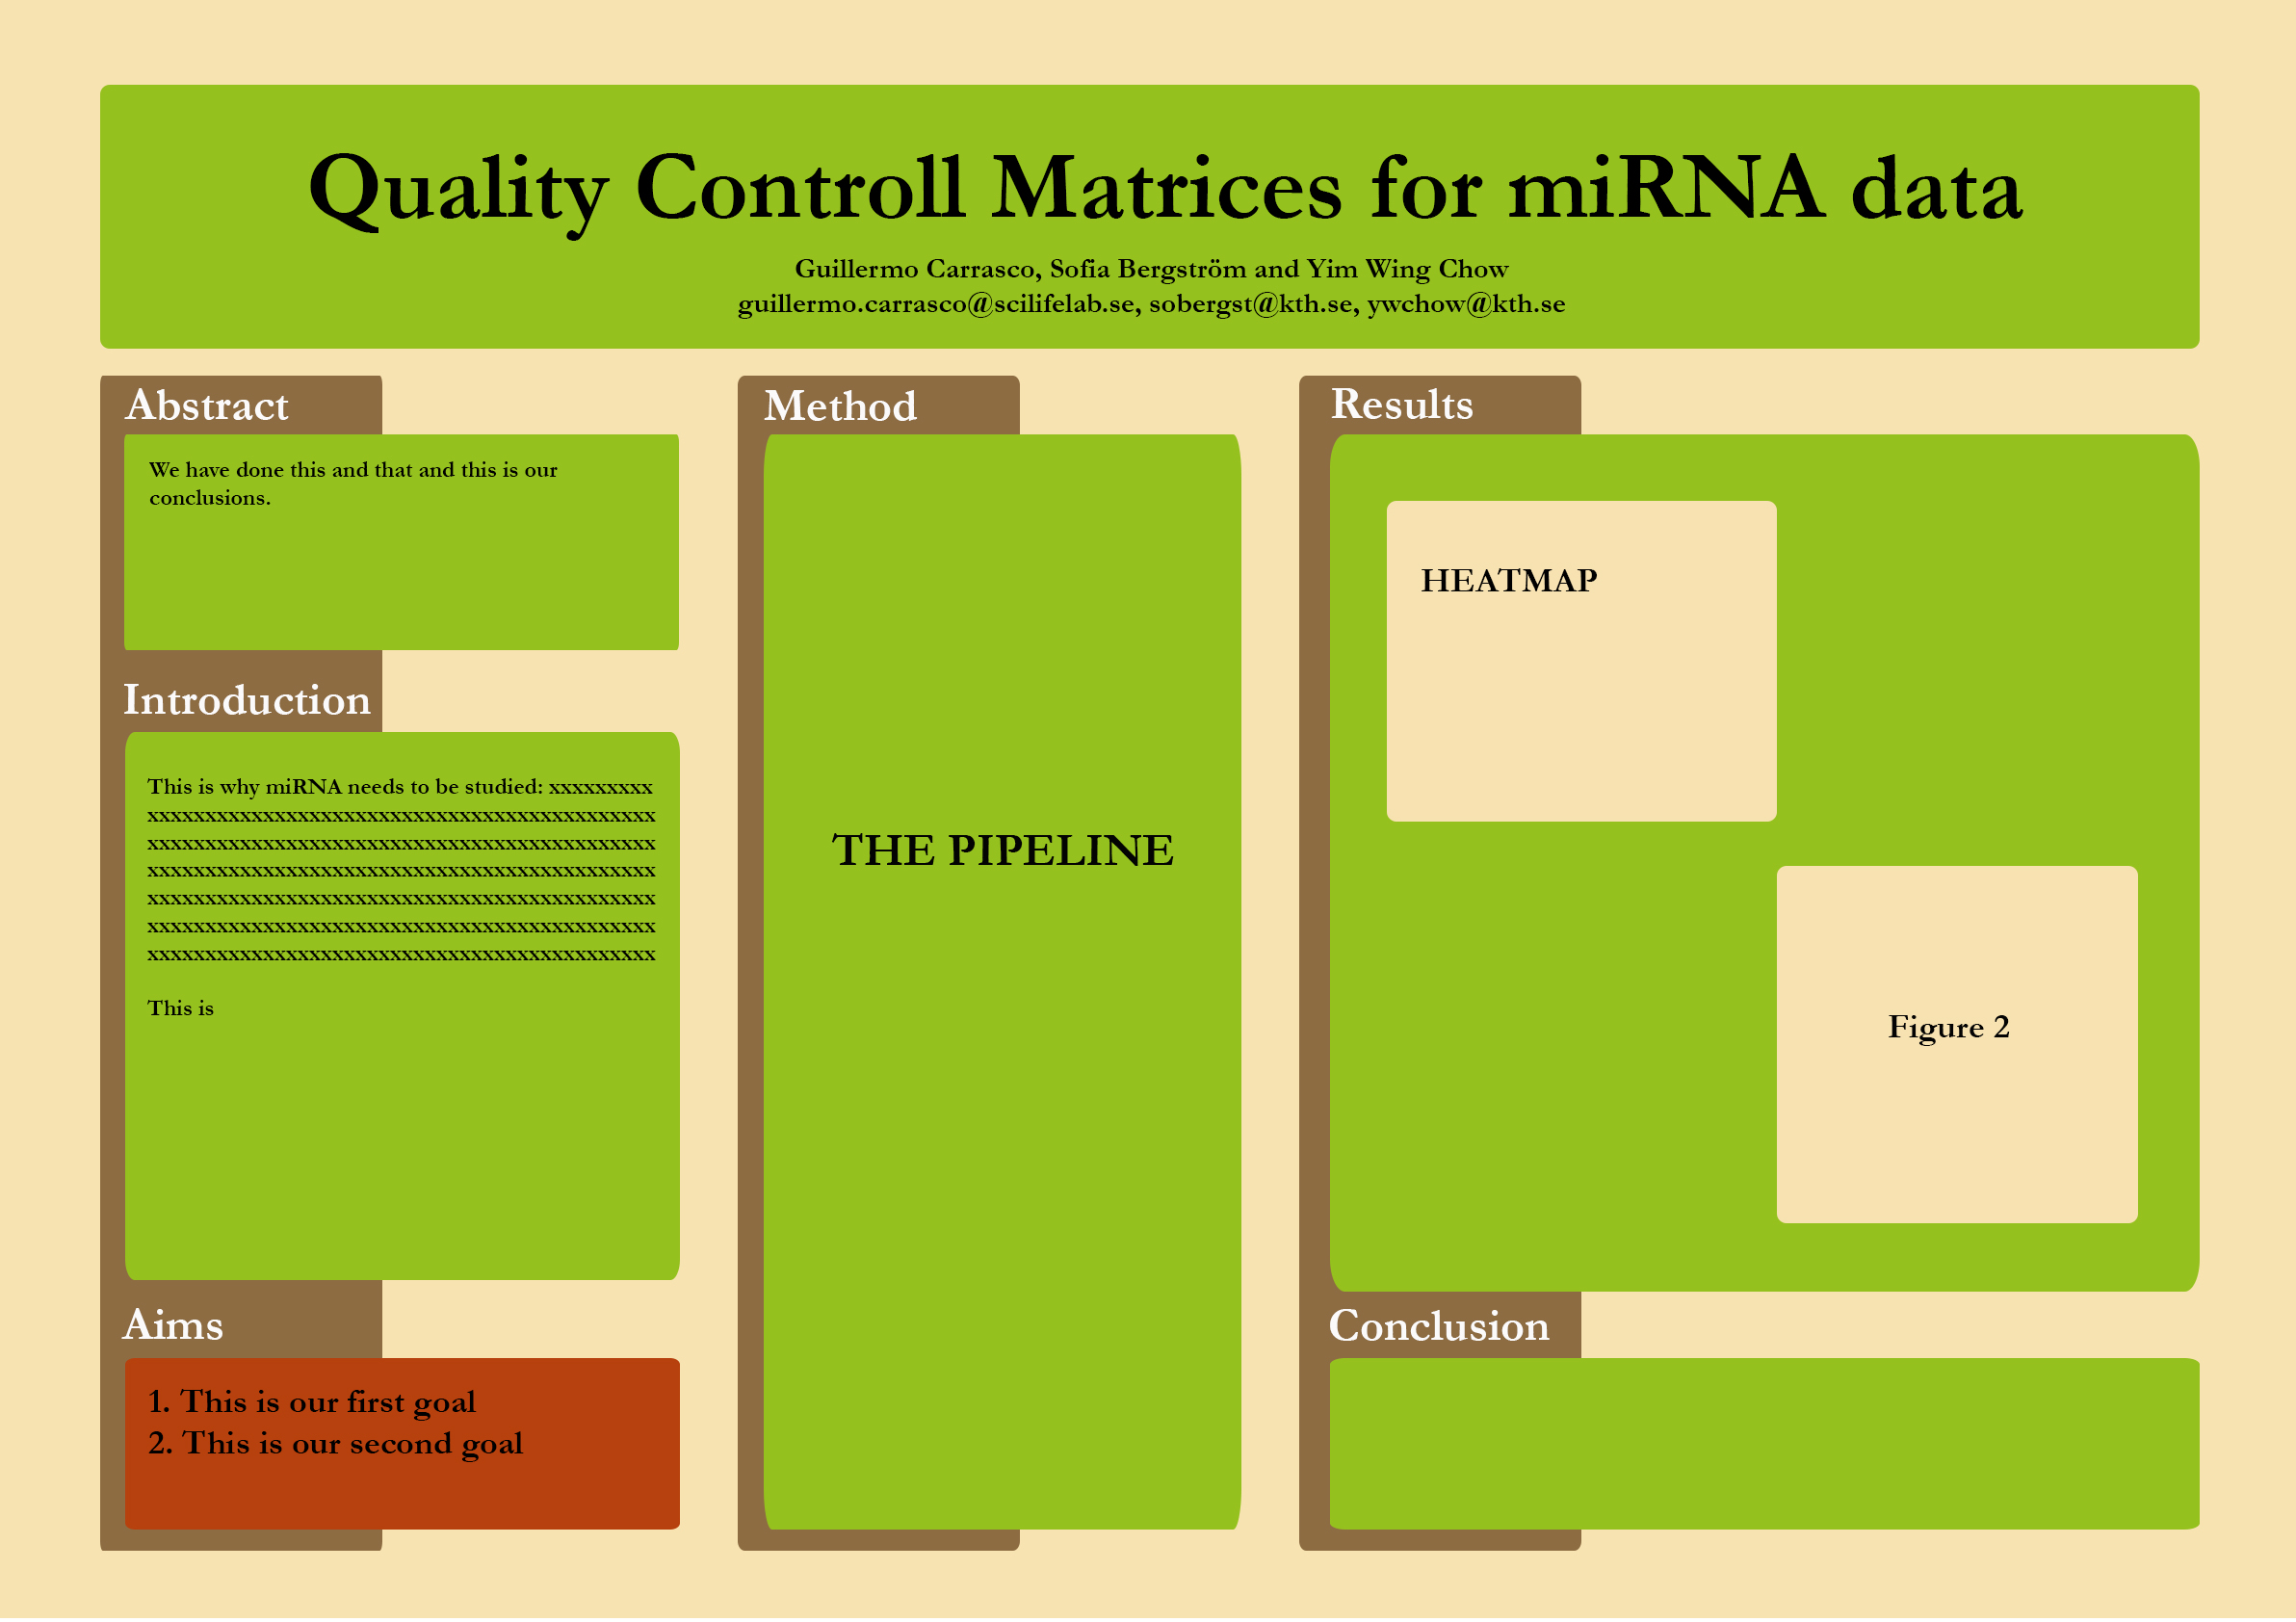 Quality Controll Matrices for miRNA data
Guillermo Carrasco, Sofia Bergström and Yim Wing Chow
guillermo.carrasco@scilifelab.se, sobergst@kth.se, ywchow@kth.se
Abstract
We have done this and that and this is our
conclusions.
Introduction
This is why miRNA needs to be studied: xxxxxxxxx
xxxxxxxxxxxxxxxxxxxxxxxxxxxxxxxxxxxxxxxxxxxx
xxxxxxxxxxxxxxxxxxxxxxxxxxxxxxxxxxxxxxxxxxxx
xxxxxxxxxxxxxxxxxxxxxxxxxxxxxxxxxxxxxxxxxxxx
xxxxxxxxxxxxxxxxxxxxxxxxxxxxxxxxxxxxxxxxxxxx
xxxxxxxxxxxxxxxxxxxxxxxxxxxxxxxxxxxxxxxxxxxx
xxxxxxxxxxxxxxxxxxxxxxxxxxxxxxxxxxxxxxxxxxxx
This is
Aims
1. This is our first goal
2. This is our second goal
Method
THE PIPELINE
Results
HEATMAP
Figure 2
Conclusion